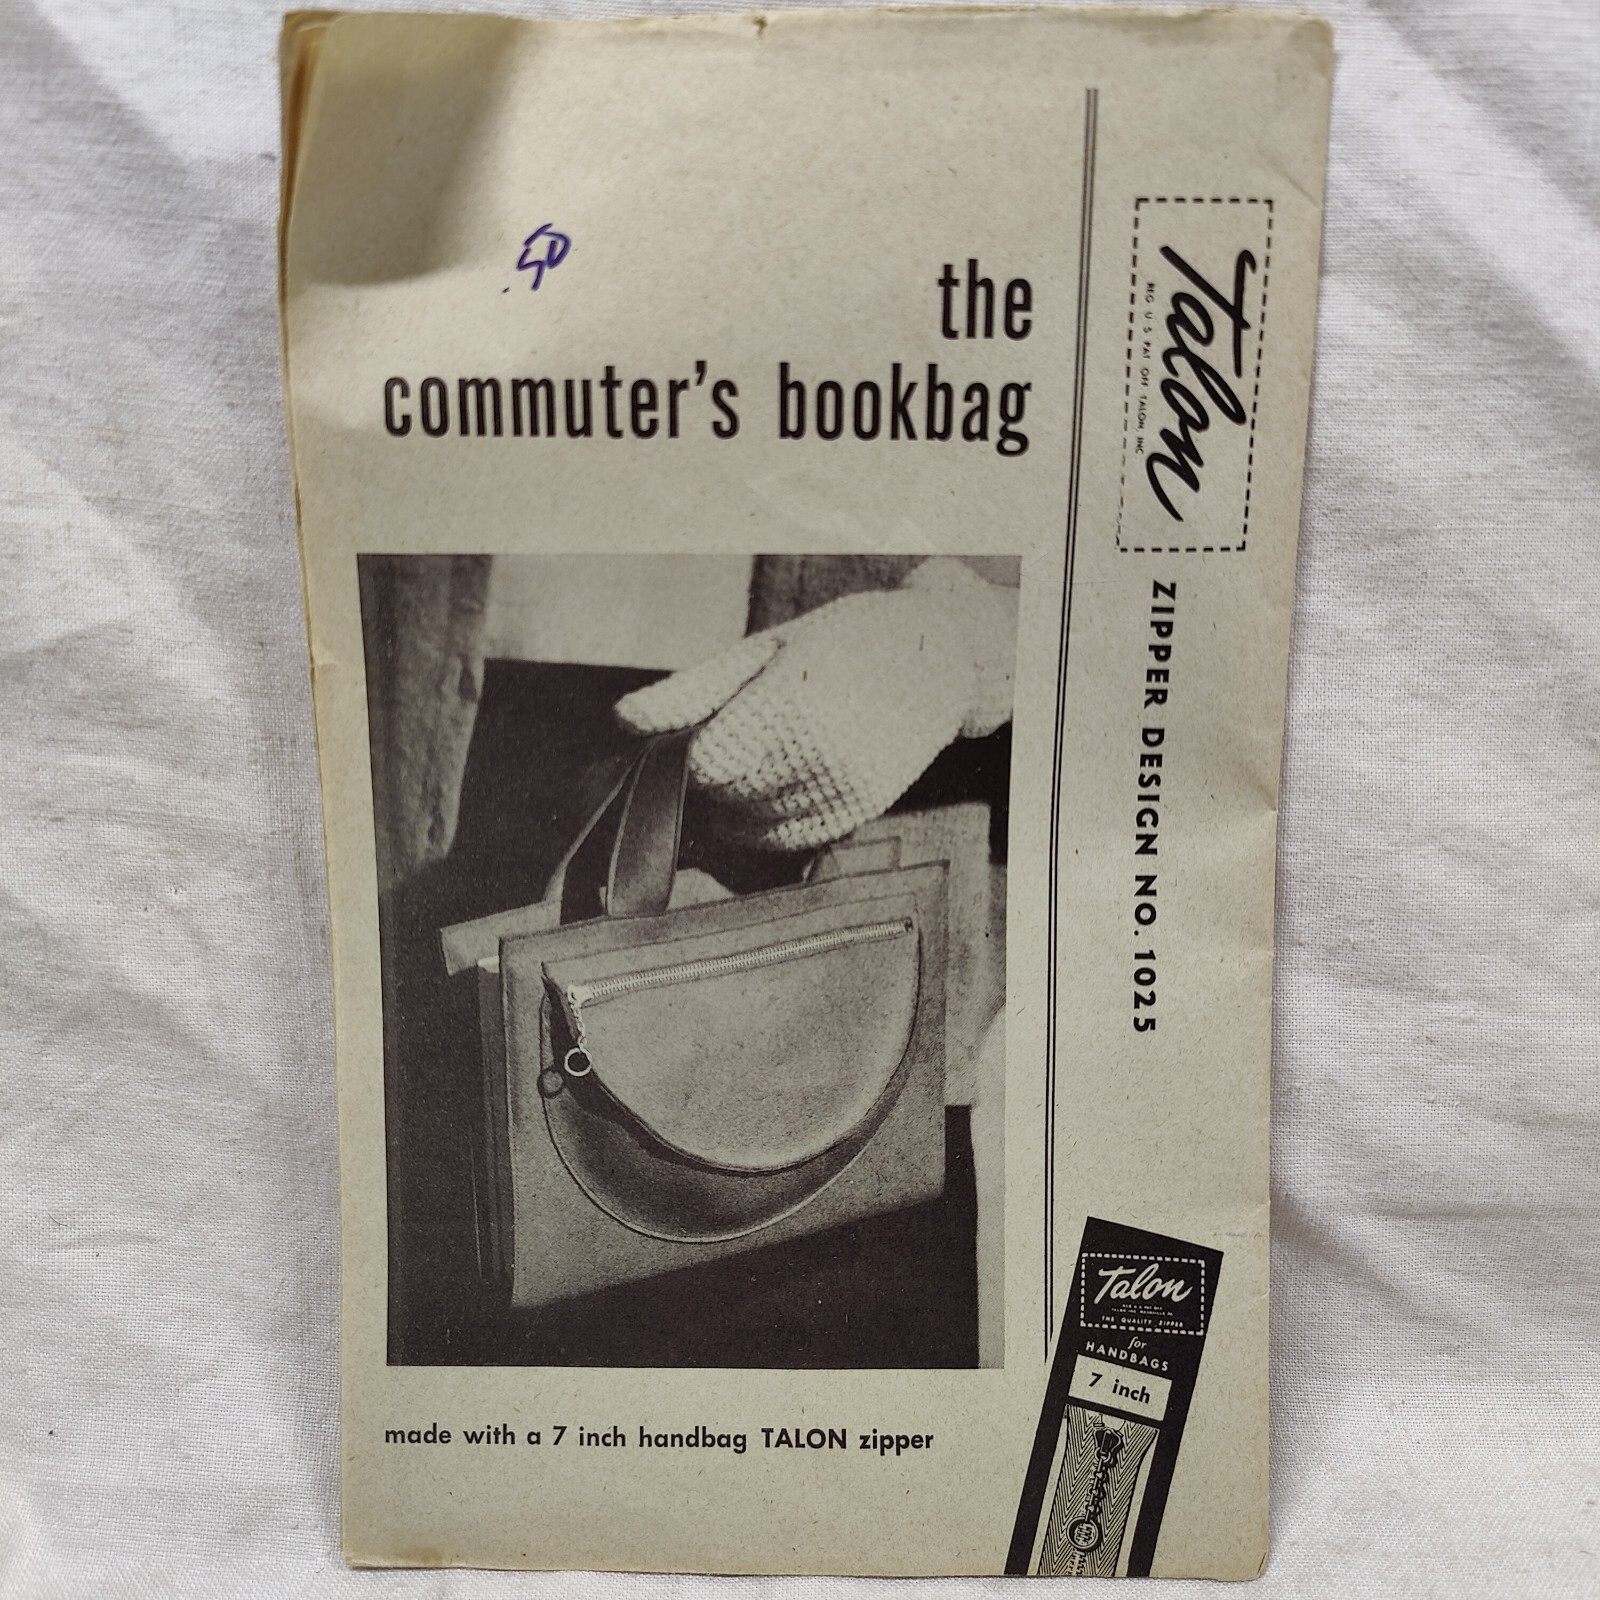 .50
the
commuter's bookbag
Talon
REG U S PAT OFF TALON, INC
ZIPPER DESIGN NO. 1025
made with a 7 inch handbag TALON zipper
Talon
THE QUALITY ZIPPER
for
HANDBAGS
7 inch